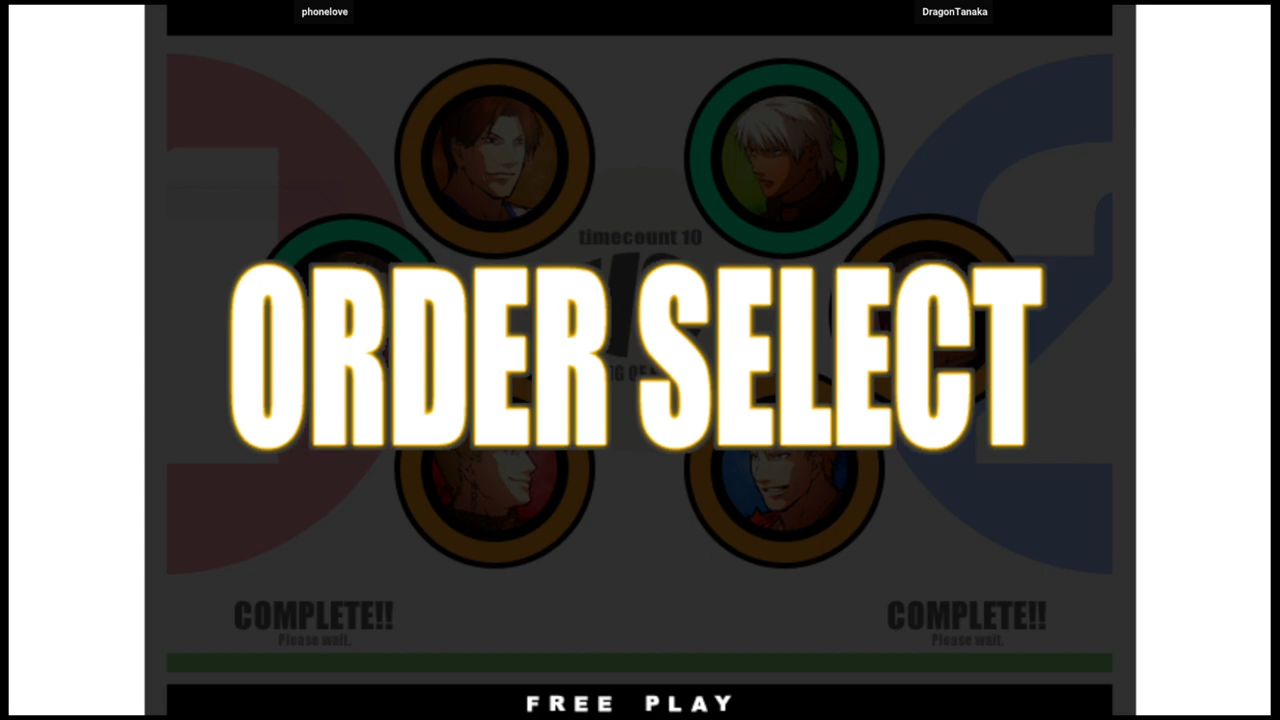 phonelove DragonTanaka
timecount 10
ORDER SELECT
COMPLETE!! COMPLETE!!
Please wait. Please wait.
FREE PLAY